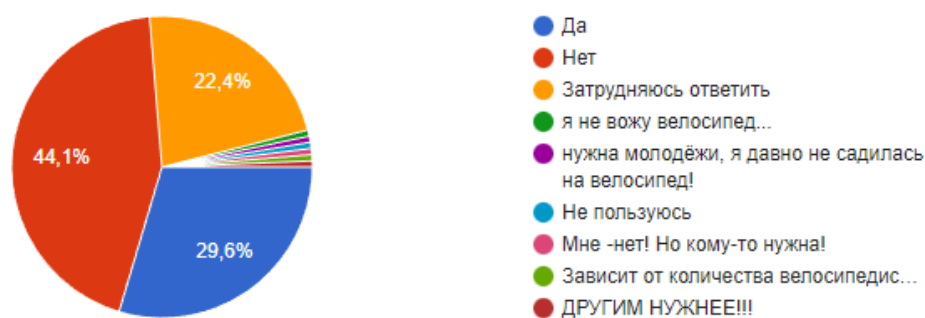 22,4%
44,1%
29,6%
Да
Нет
Затрудняюсь ответить
я не вожу велосипед...
нужна молодёжи, я давно не садилась
на велосипед!
Не пользуюсь
Мне -нет! Но кому-то нужна!
Зависит от количества велосипедис...
ДРУГИМ НУЖНЕЕ!!!